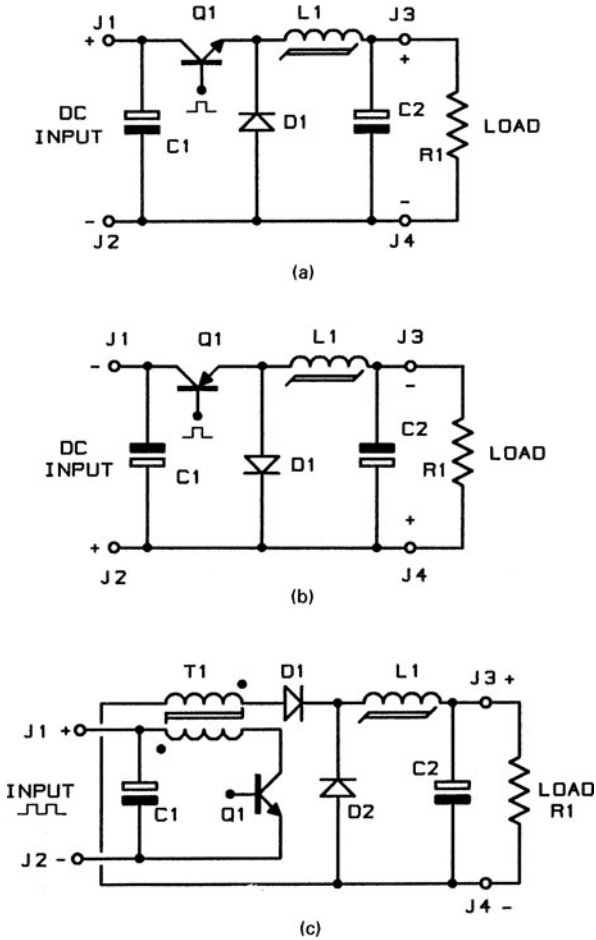 J1 Q1 L1 J3
+ +
DC INPUT C1 D1 C2 R1 LOAD
- -
J2 J4
(a)
J1 Q1 L1 J3
- -
DC INPUT C1 D1 C2 R1 LOAD
+ +
J2 J4
(b)
T1 D1 L1 J3 +
J1 +
INPUT C1 Q1 D2 C2 LOAD R1
J2 -
J4 -
(c)